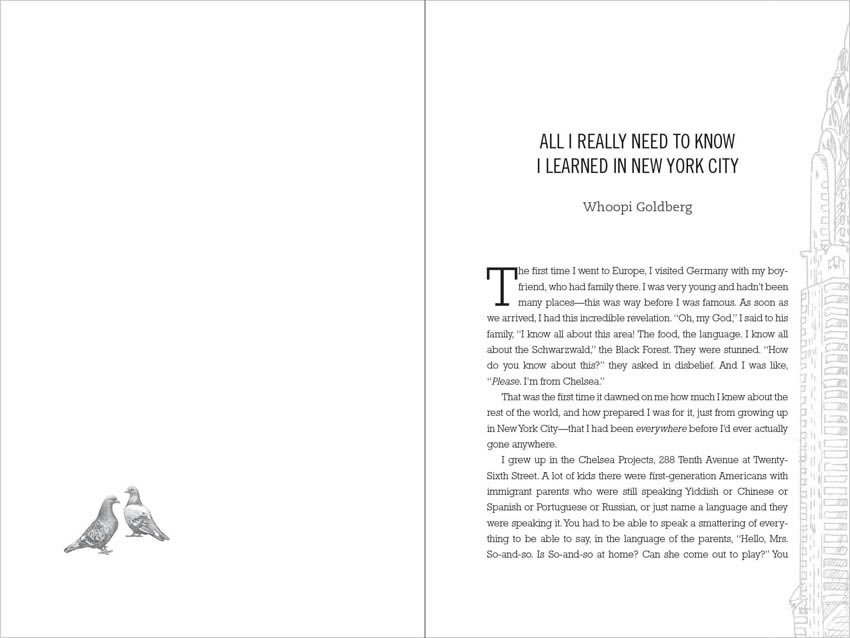 ALL I REALLY NEED TO KNOW
I LEARNED IN NEW YORK CITY
Whoopi Goldberg
The first time I went to Europe, I visited Germany with my boy-
friend, who had family there. I was very young and hadn't been
many places—this was way before I was famous. As soon as
we arrived, I had this incredible revelation. “Oh, my God,” I said to his
family, “I know all about this area! The food, the language. I know all
about the Schwarzwald,” the Black Forest. They were stunned. “How
do you know about this?” they asked in disbelief. And I was like,
“Please. I'm from Chelsea.”
That was the first time it dawned on me how much I knew about the
rest of the world, and how prepared I was for it, just from growing up
in New York City—that I had been everywhere before I'd ever actually
gone anywhere.
I grew up in the Chelsea Projects, 288 Tenth Avenue at Twenty-
Sixth Street. A lot of kids there were first-generation Americans with
immigrant parents who were still speaking Yiddish or Chinese or
Spanish or Portuguese or Russian, or just name a language and they
were speaking it. You had to be able to speak a smattering of every-
thing to be able to say, in the language of the parents, “Hello, Mrs.
So-and-so. Is So-and-so at home? Can she come out to play?” You